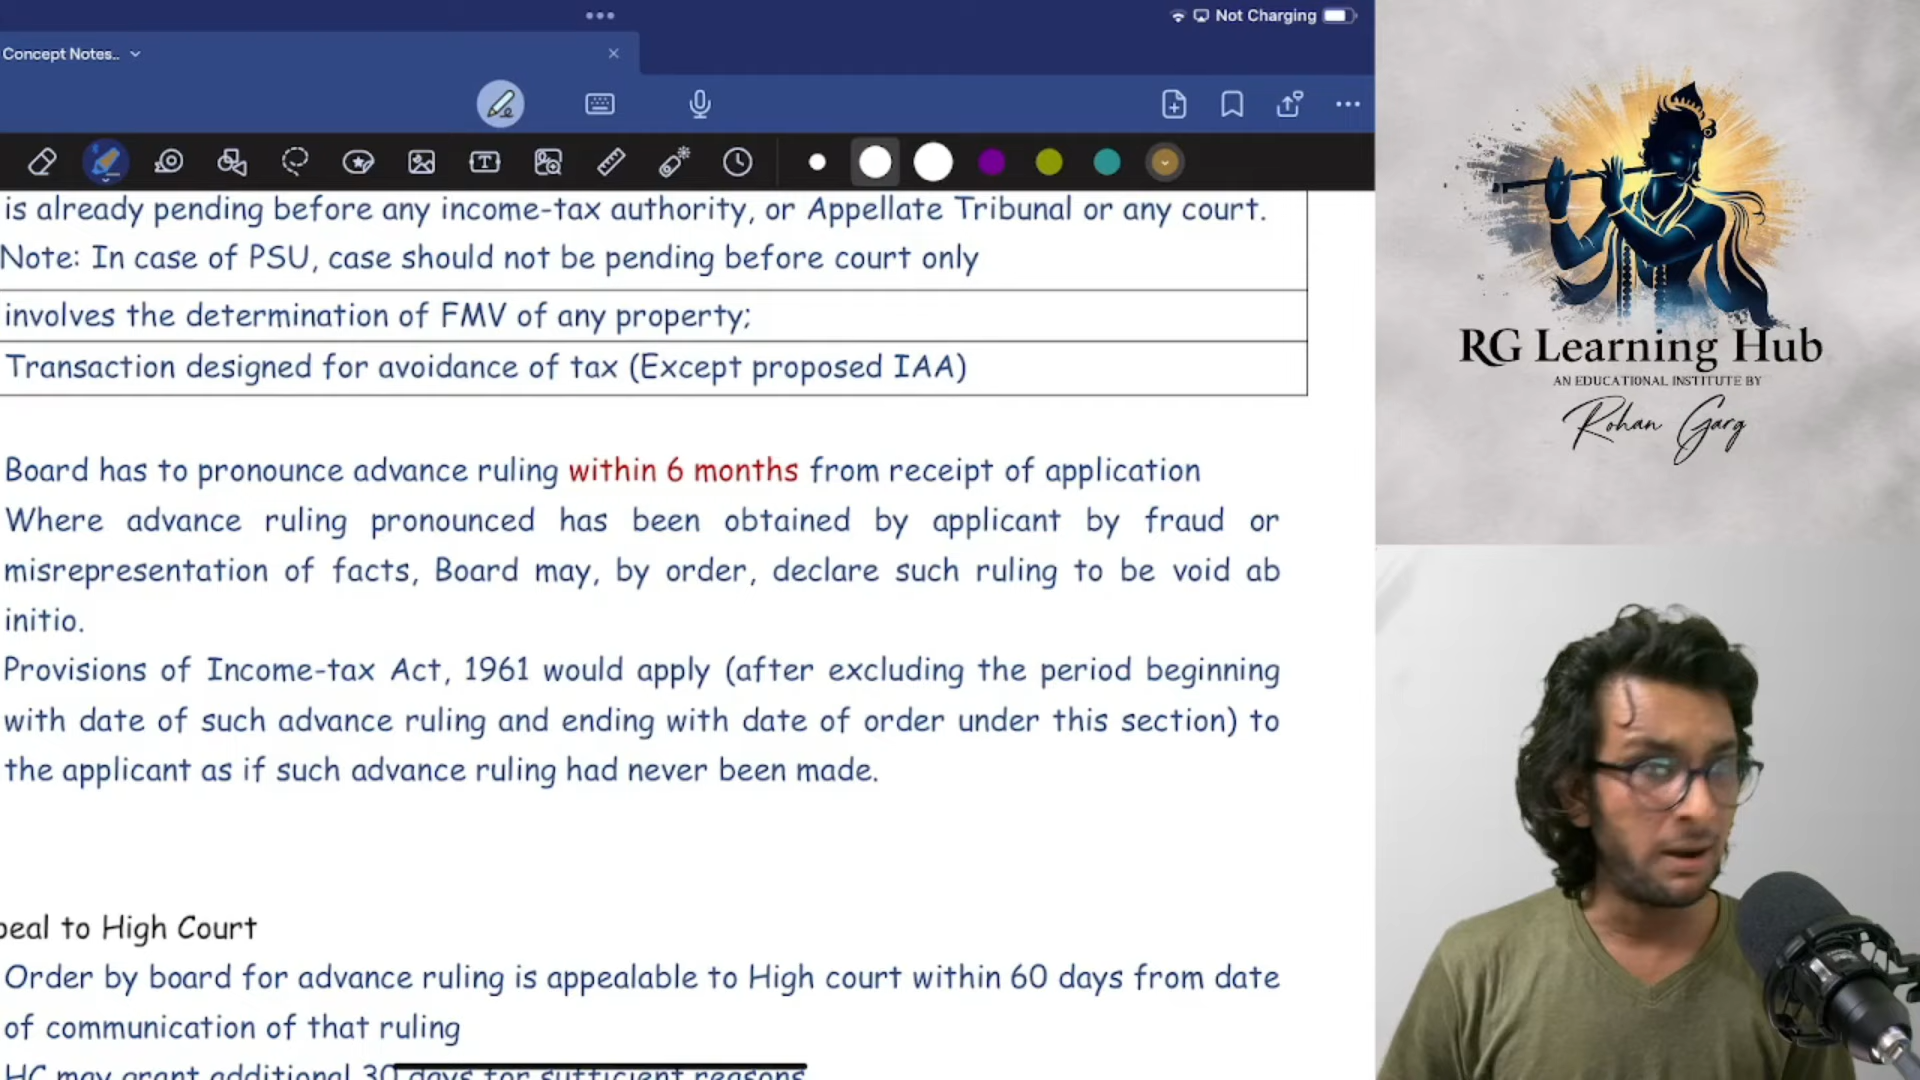 Not Charging
Concept Notes..
is already pending before any income-tax authority, or Appellate Tribunal or any court.
Note: In case of PSU, case should not be pending before court only
involves the determination of FMV of any property;
Transaction designed for avoidance of tax (Except proposed IAA)
Board has to pronounce advance ruling within 6 months from receipt of application
Where advance ruling pronounced has been obtained by applicant by fraud or
misrepresentation of facts, Board may, by order, declare such ruling to be void ab
initio.
Provisions of Income-tax Act, 1961 would apply (after excluding the period beginning
with date of such advance ruling and ending with date of order under this section) to
the applicant as if such advance ruling had never been made.
peal to High Court
Order by board for advance ruling is appealable to High court within 60 days from date
of communication of that ruling
HC may grant additional 30 days for sufficient reasons
RG Learning Hub
AN EDUCATIONAL INSTITUTE BY
Rohan Garg